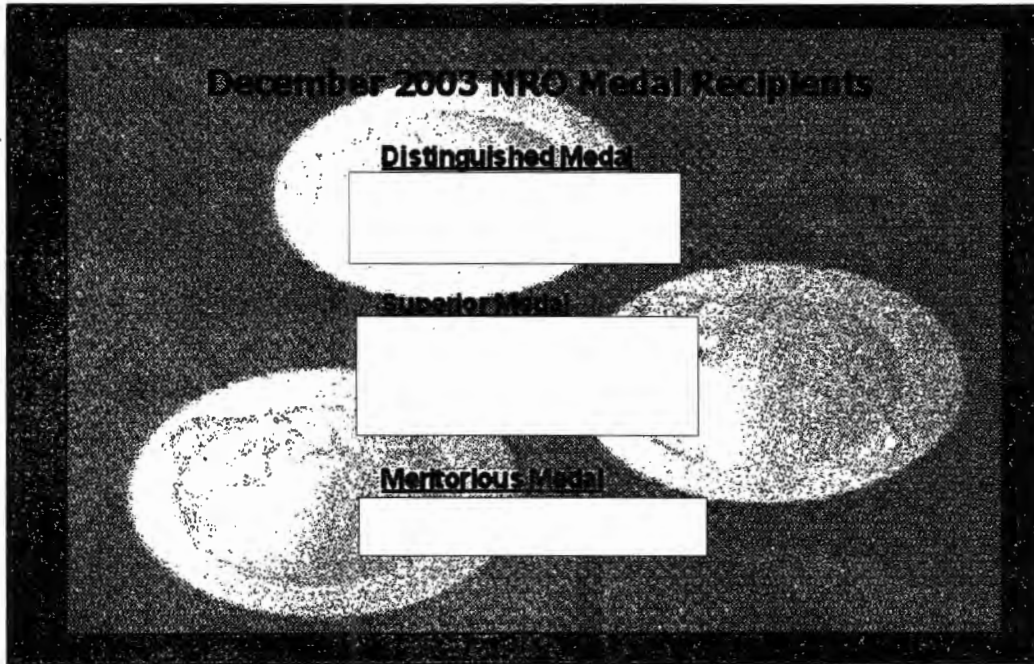 December 2003 NRO Medal Recipients
Distinguished Medal
Superior Medal
Meritorious Medal